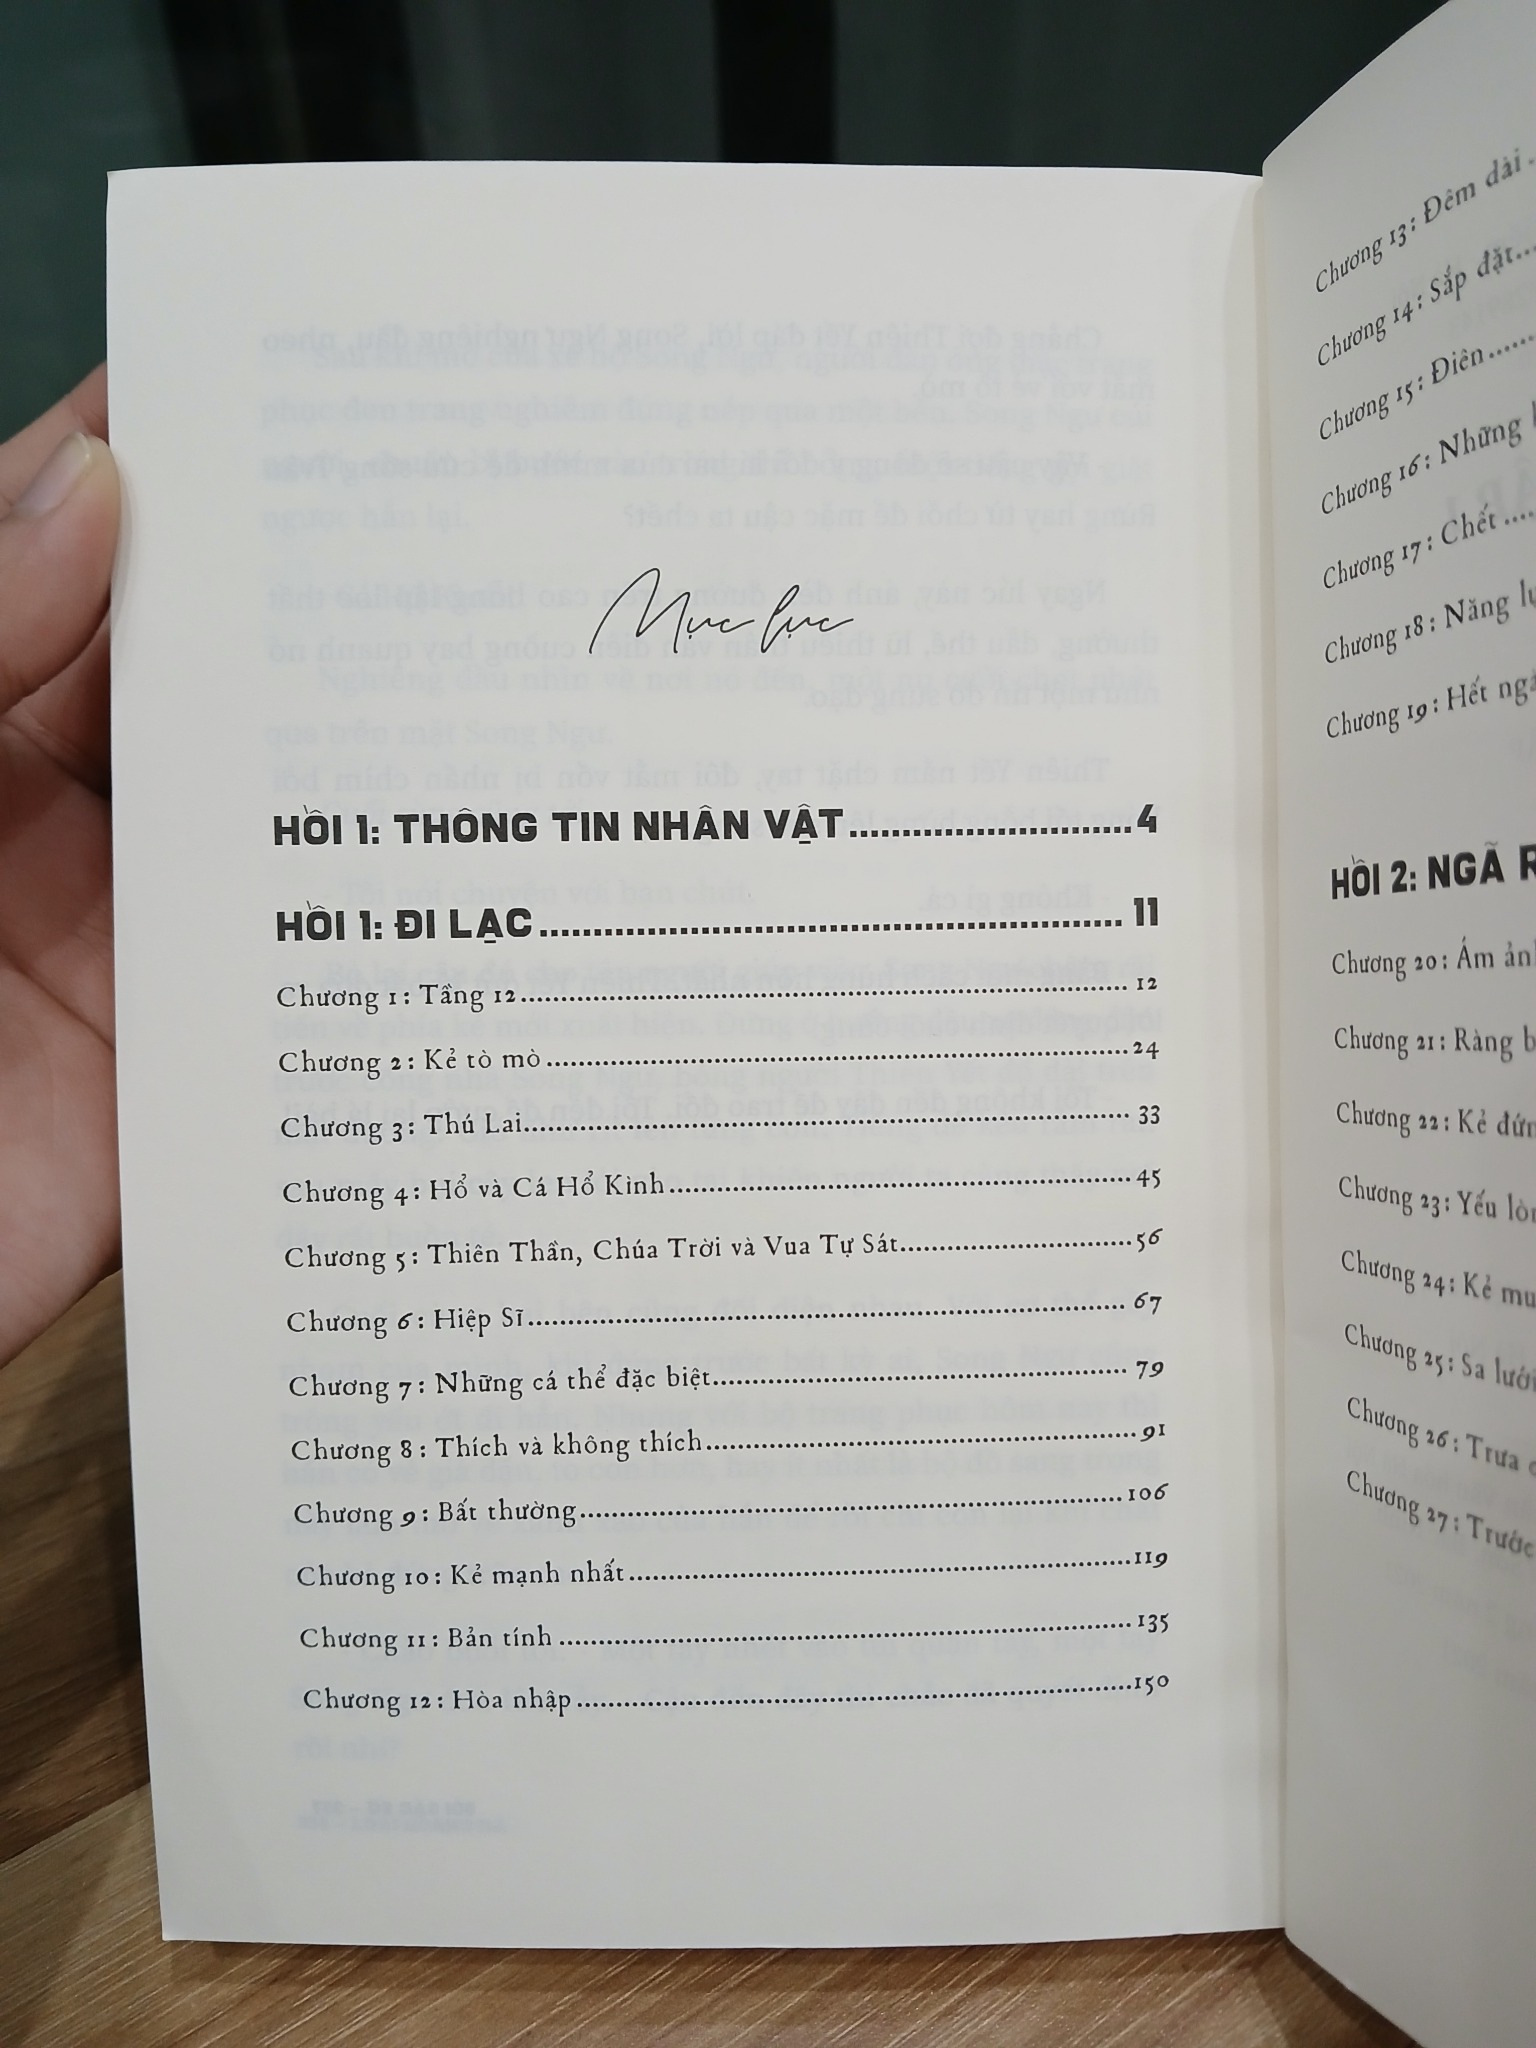 Mục lục
HỒI 1: THÔNG TIN NHÂN VẬT..........................4
HỒI 1: ĐI LẠC...................................................... 11
Chương 1: Tầng 12.............................................................................. 12
Chương 2: Kẻ tò mò...........................................................................24
Chương 3: Thú Lai............................................................................. 33
Chương 4: Hổ và Cá Hổ Kình..........................................................45
Chương 5: Thiên Thần, Chúa Trời và Vua Tự Sát.............................56
Chương 6: Hiệp Sĩ........................................................................... 67
Chương 7: Những cá thể đặc biệt.................................................... 79
Chương 8: Thích và không thích......................................................91
Chương 9: Bất thường.....................................................................106
Chương 10: Kẻ mạnh nhất...............................................................119
Chương 11: Bản tính ....................................................................... 135
Chương 12: Hòa nhập......................................................................150
Chương 13: Đêm dài
Chương 14: Sắp đặt...
Chương 15: Điên.......
Chương 16: Những
Chương 17: Chết ....
Chương 18: Năng
Chương 19: Hết
HỒI 2: NGÃ
Chương 20: Ám
Chương 21: Ràng
Chương 22: Kẻ
Chương 23: Yếu
Chương 24: Kẻ
Chương 25: Sa lưới
Chương 26: Trưa
Chương 27: Trước